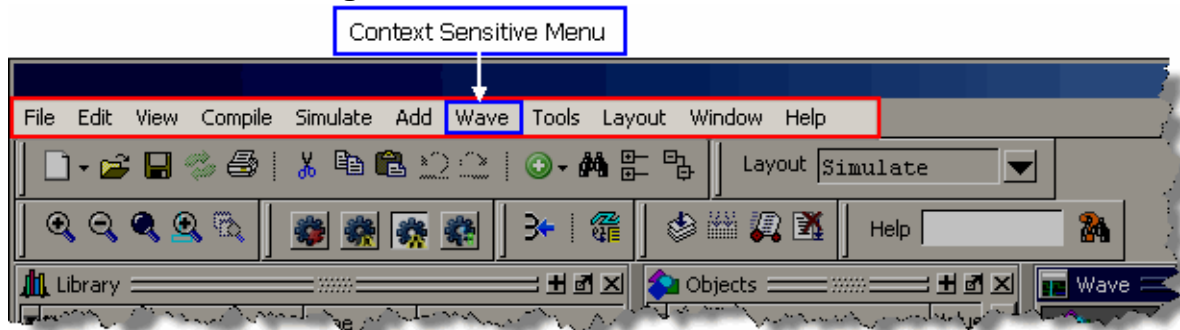 Context Sensitive Menu
File Edit View Compile Simulate Add Wave Tools Layout Window Help
Layout Simulate
Help
Library Objects Wave